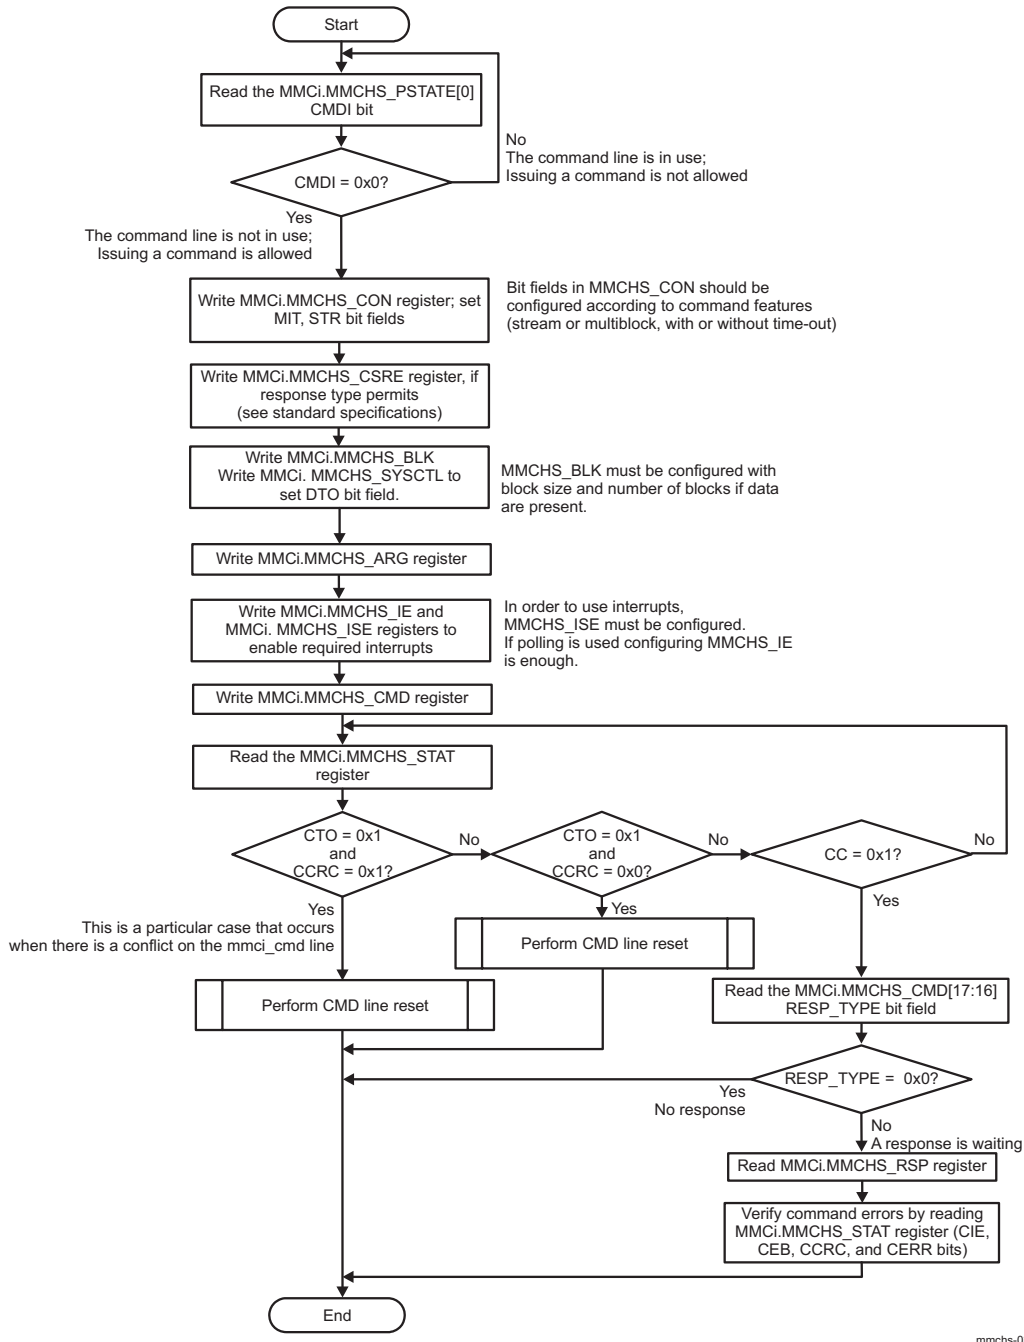 Start
Read the MMCi.MMCHS_PSTATE[0]
CMDI bit
No
The command line is in use;
Issuing a command is not allowed
CMDI = 0x0?
Yes
The command line is not in use;
Issuing a command is allowed
Write MMCi.MMCHS_CON register; set
MIT, STR bit fields
Bit fields in MMCHS_CON should be
configured according to command features
(stream or multiblock, with or without time-out)
Write MMCi.MMCHS_CSRE register, if
response type permits
(see standard specifications)
Write MMCi.MMCHS_BLK
Write MMCi. MMCHS_SYSCTL to
set DTO bit field.
MMCHS_BLK must be configured with
block size and number of blocks if data
are present.
Write MMCi.MMCHS_ARG register
Write MMCi.MMCHS_IE and
MMCi. MMCHS_ISE registers to
enable required interrupts
In order to use interrupts,
MMCHS_ISE must be configured.
If polling is used configuring MMCHS_IE
is enough.
Write MMCi.MMCHS_CMD register
Read the MMCi.MMCHS_STAT
register
CTO = 0x1
and
CCRC = 0x1?
No
CTO = 0x1
and
CCRC = 0x0?
No
CC = 0x1?
No
Yes
This is a particular case that occurs
when there is a conflict on the mmci_cmd line
Yes
Perform CMD line reset
Yes
Perform CMD line reset
Read the MMCi.MMCHS_CMD[17:16]
RESP_TYPE bit field
RESP_TYPE = 0x0?
Yes
No response
No
A response is waiting
Read MMCi.MMCHS_RSP register
Verify command errors by reading
MMCi.MMCHS_STAT register (CIE,
CEB, CCRC, and CERR bits)
End
mmchs-0